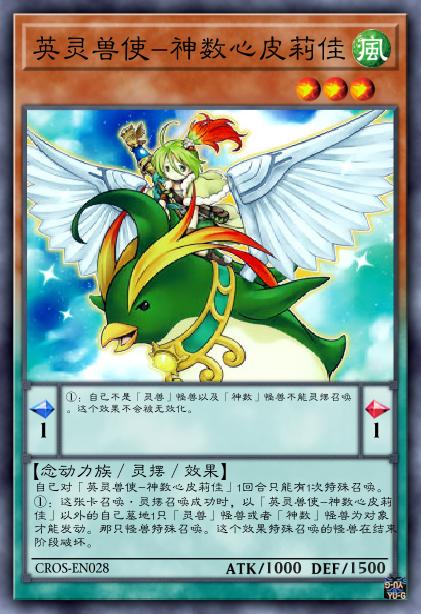 英灵兽使-神数心皮莉佳
風
①：自己不是「灵兽」怪兽以及「神数」怪兽不能灵摆召唤
。这个效果不会被无效化。
1
1
【念动力族/灵摆/效果】
自己对「英灵兽使-神数心皮莉佳」1回合只能有1次特殊召唤。
①：这张卡召唤·灵摆召唤成功时，以「英灵兽使-神数心皮莉
佳」以外的自己墓地1只「灵兽」怪兽或者「神数」怪兽为对象
才能发动。那只怪兽特殊召唤。这个效果特殊召唤的怪兽在结束
阶段破坏。
CROS-EN028
ATK/1000 DEF/1500